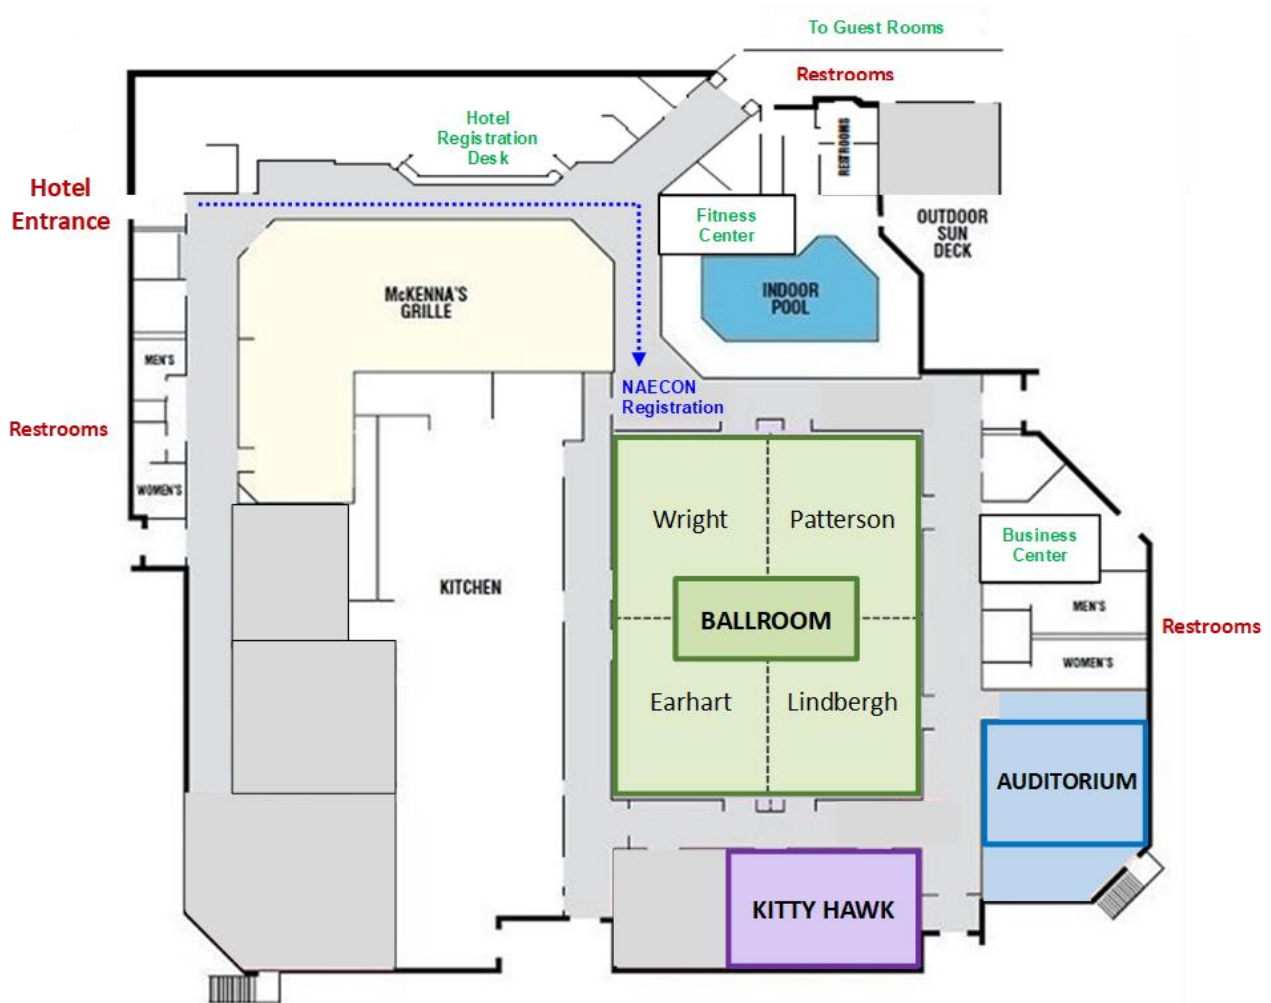 To Guest Rooms
Restrooms
Hotel
Registration
Desk
RESTROOMS
Hotel
Entrance
Fitness
Center
OUTDOOR
SUN
DECK
McKENNA'S
GRILLE
INDOOR
POOL
MEN'S
NAECON
Registration
Restrooms
WOMEN'S
Wright
Patterson
Business
Center
KITCHEN
BALLROOM
MEN'S
Restrooms
WOMEN'S
Earhart
Lindbergh
AUDITORIUM
KITTY HAWK